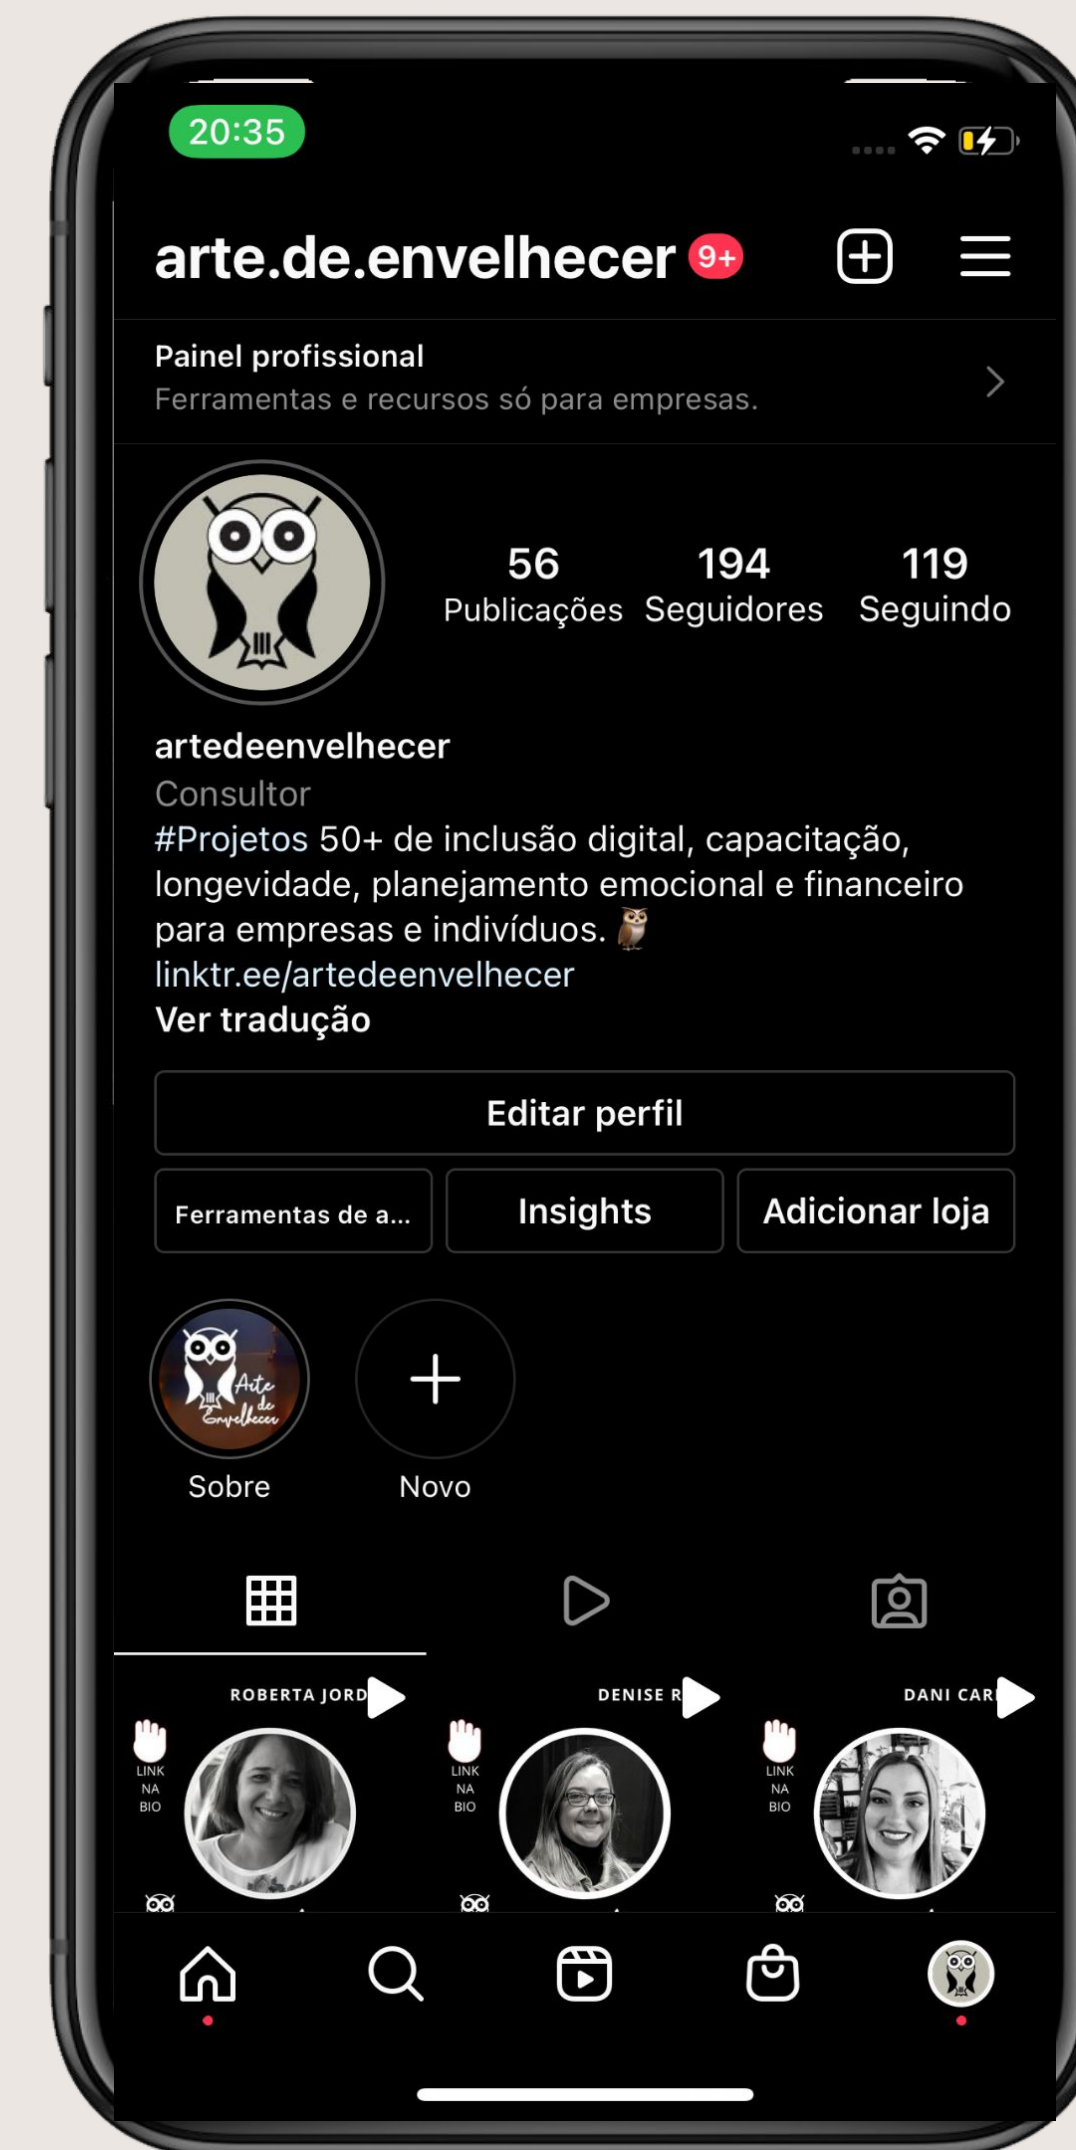 20:35
arte.de.envelhecer 9+
Painel profissional
Ferramentas e recursos só para empresas.
56 194 119
Publicações Seguidores Seguindo
artedeenvelhecer
Consultor
#Projetos 50+ de inclusão digital, capacitação,
longevidade, planejamento emocional e financeiro
para empresas e indivíduos. 🦉
linktr.ee/artedeenvelhecer
Ver tradução
Editar perfil
Ferramentas de a... Insights Adicionar loja
Arte
de
Envelhecer
Sobre Novo
ROBERTA JORD DENISE R DANI CAR
LINK LINK LINK
NA NA NA
BIO BIO BIO